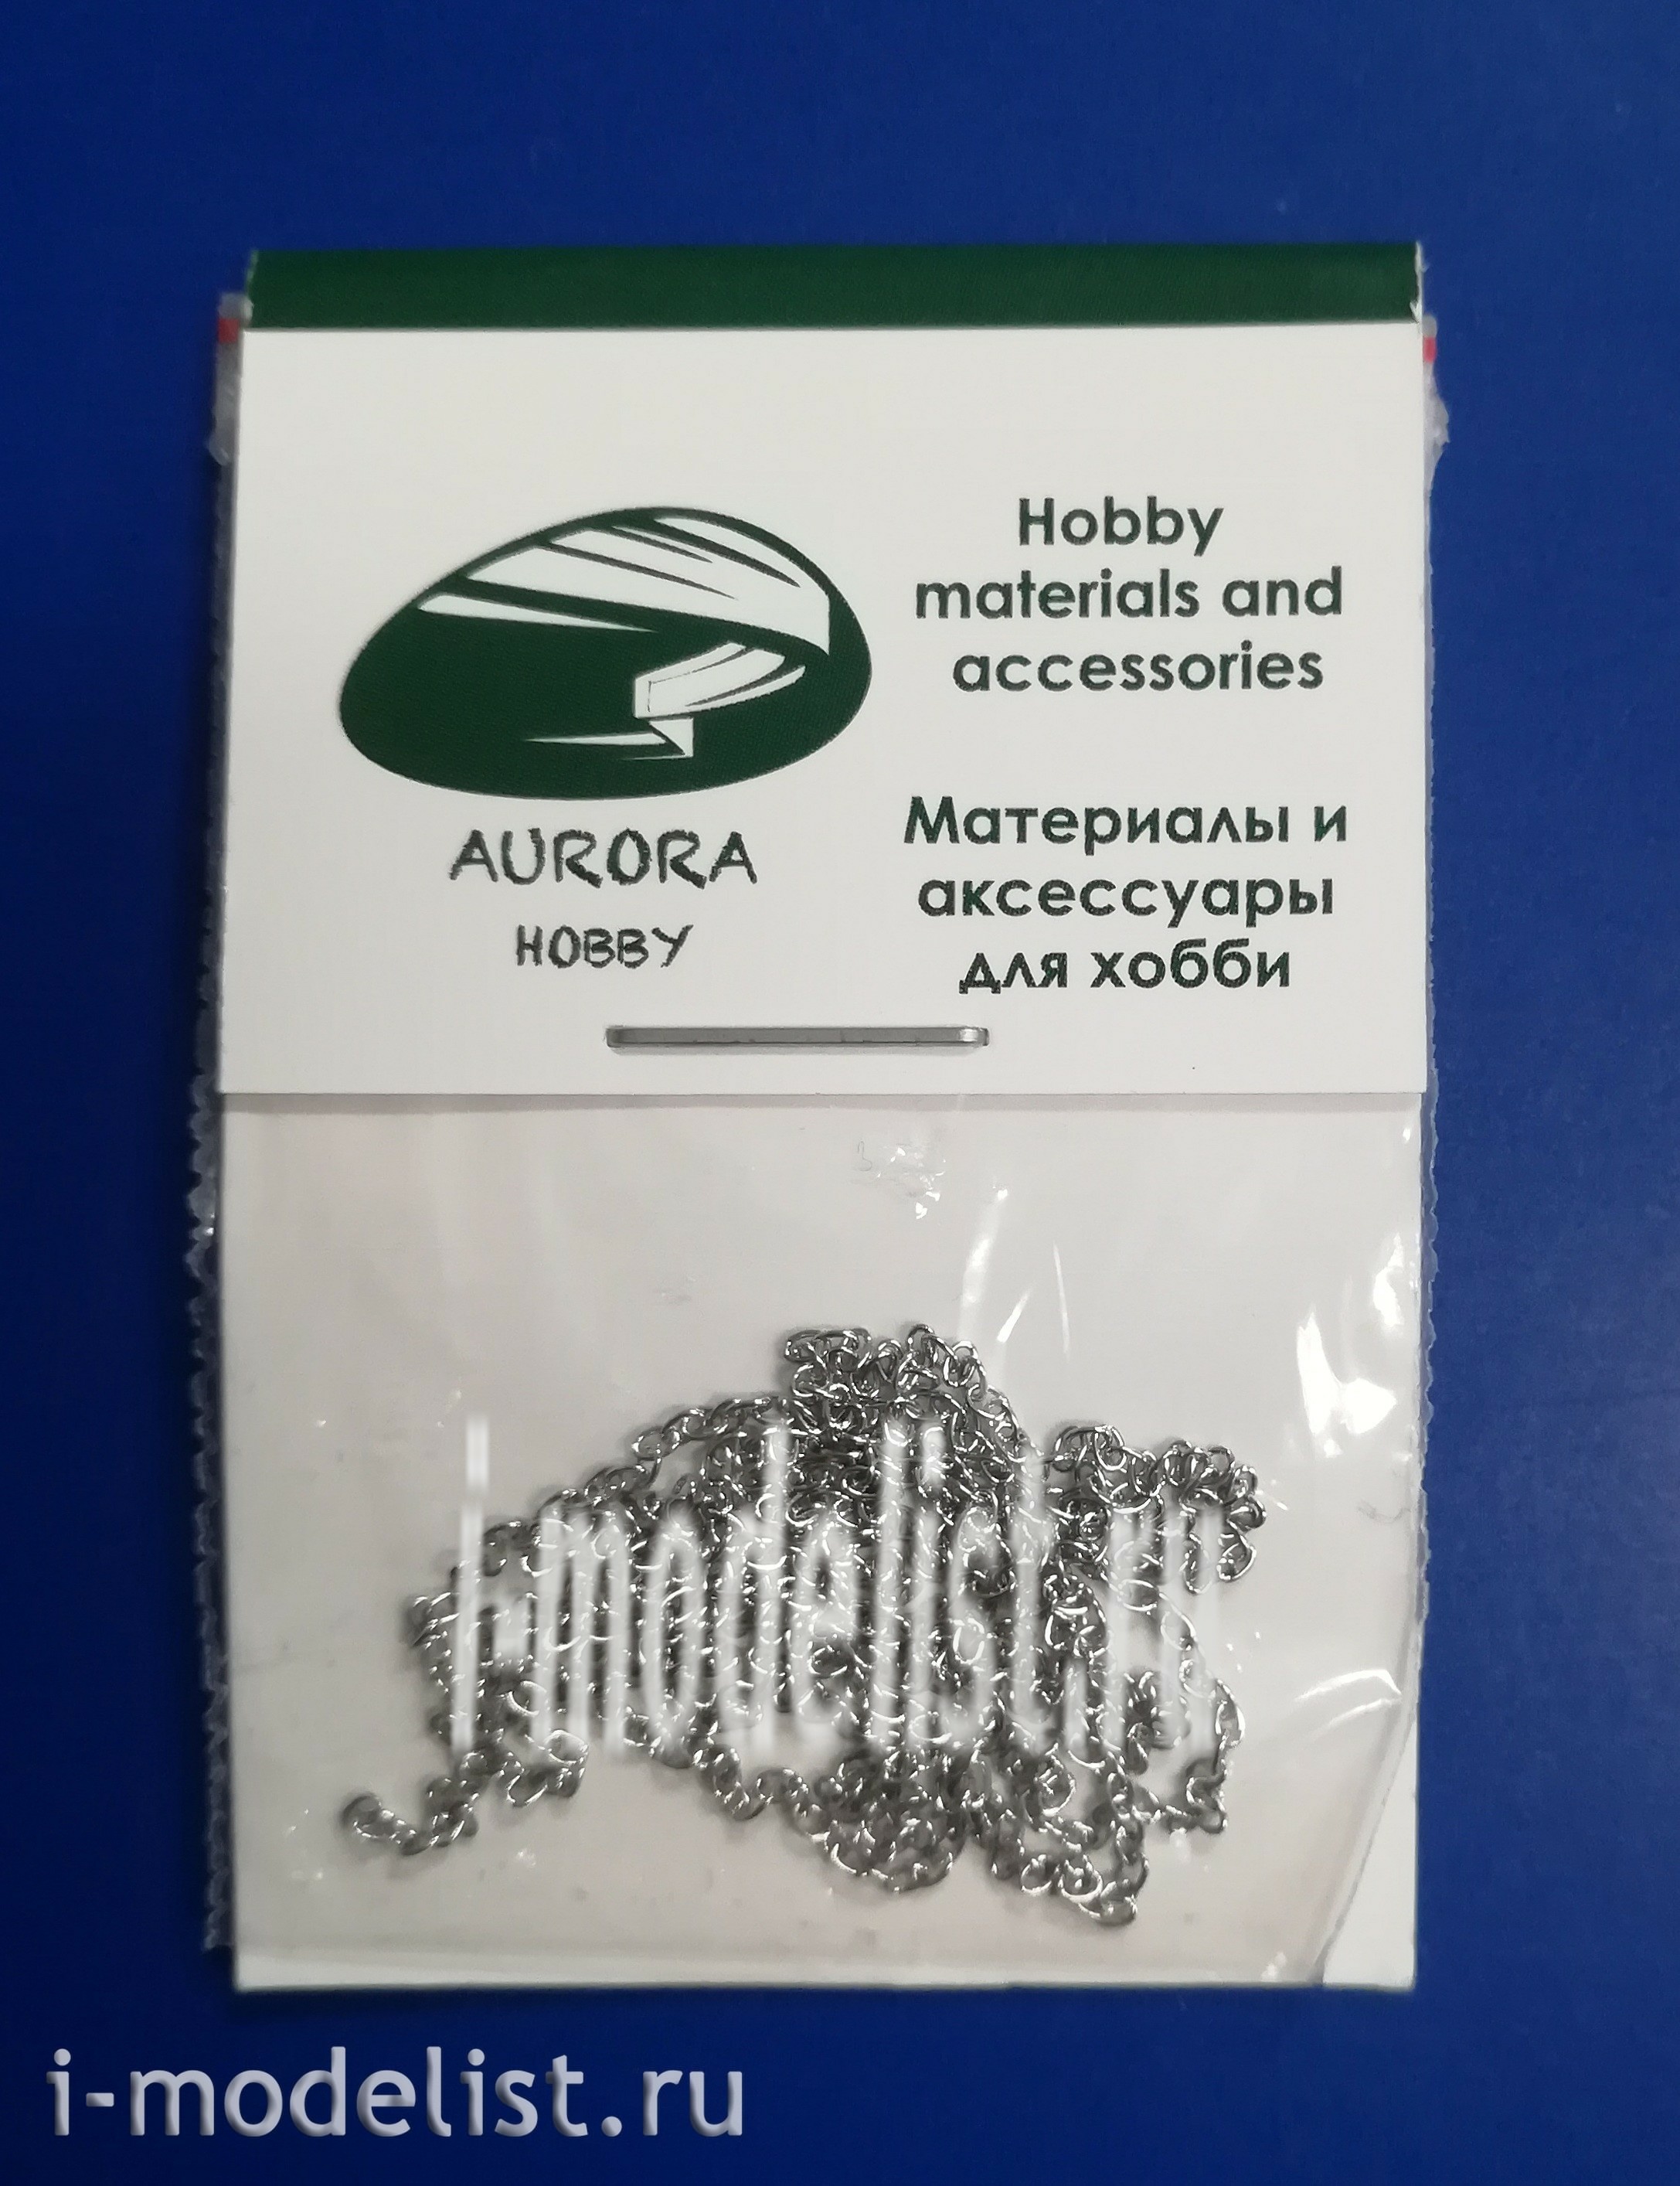 Hobby
materials and
accessories
AURORA
HOBBY
Материалы и
аксессуары
для хобби
i-modelist.ru
i-modelist.ru